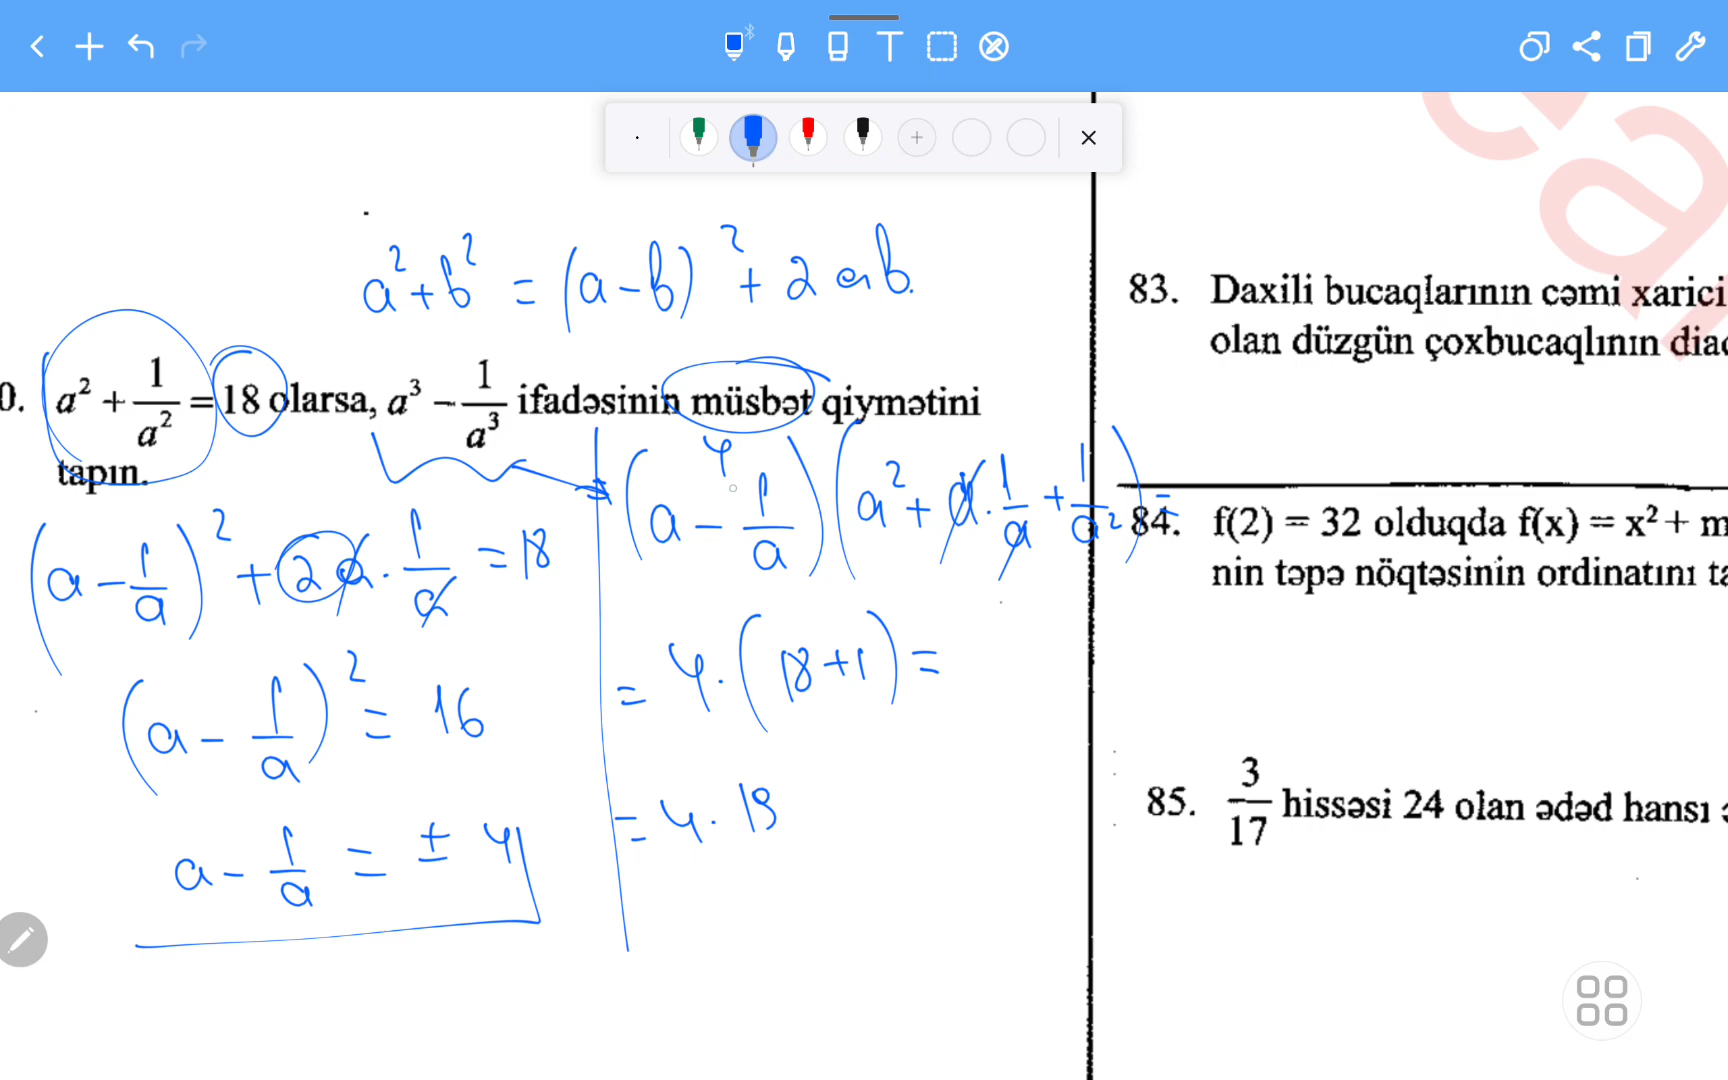 a² + b² = (a - b)² + 2ab.
0. a² + 1/a² = 18 olarsa, a³ - 1/a³ ifadəsinin müsbət qiymətini
tapın.
(a - 1/a)² + 2a · 1/a = 18
(a - 1/a)² = 16
a - 1/a = ± 4
= (a - 1/a)(a² + a · 1/a + 1/a²) =
4
= 4 · (18 + 1) =
= 4 · 19
83. Daxili bucaqlarının cəmi xarici
olan düzgün çoxbucaqlının
84. f(2) = 32 olduqda f(x) = x² + m
nin təpə nöqtəsinin ordinatını
85. 3/17 hissəsi 24 olan ədəd hansı